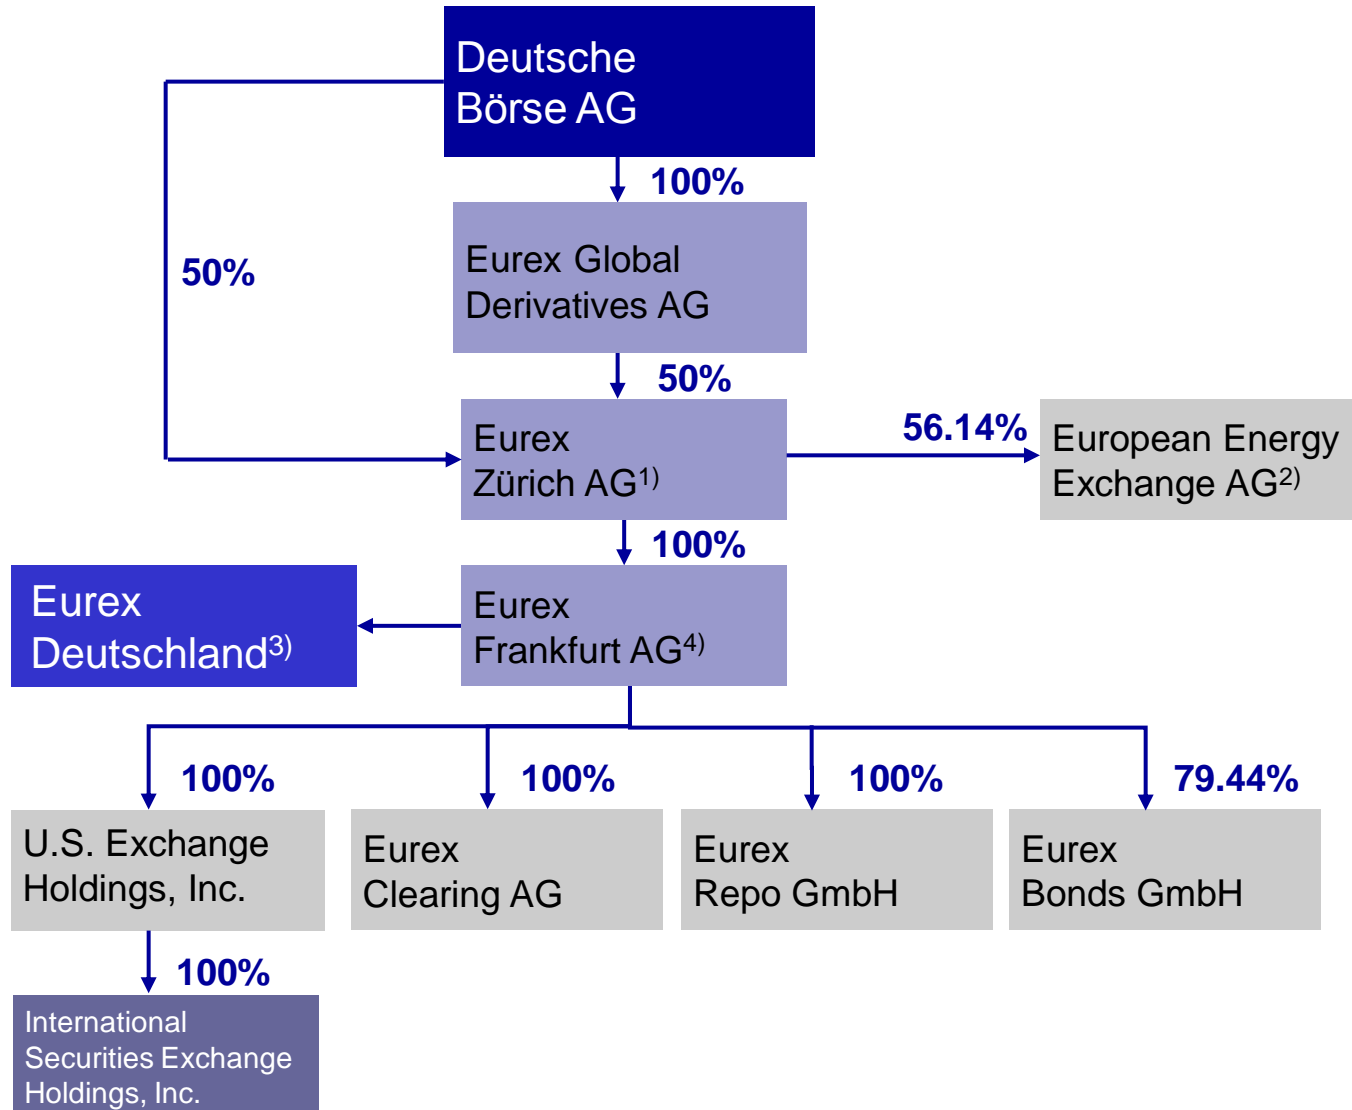 Deutsche
Börse AG
100%
Eurex Global
Derivatives AG
50%
50%
Eurex
Zürich AG1)
56.14%
European Energy
Exchange AG2)
100%
Eurex
Deutschland3)
Eurex
Frankfurt AG4)
100%
100%
100%
79.44%
U.S. Exchange
Holdings, Inc.
Eurex
Clearing AG
Eurex
Repo GmbH
Eurex
Bonds GmbH
100%
International
Securities Exchange
Holdings, Inc.